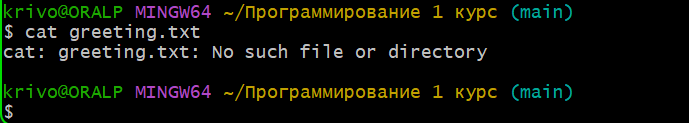 krivo@ORALP MINGW64 ~/Программирование 1 курс (main)
$ cat greeting.txt
cat: greeting.txt: No such file or directory
krivo@ORALP MINGW64 ~/Программирование 1 курс (main)
$